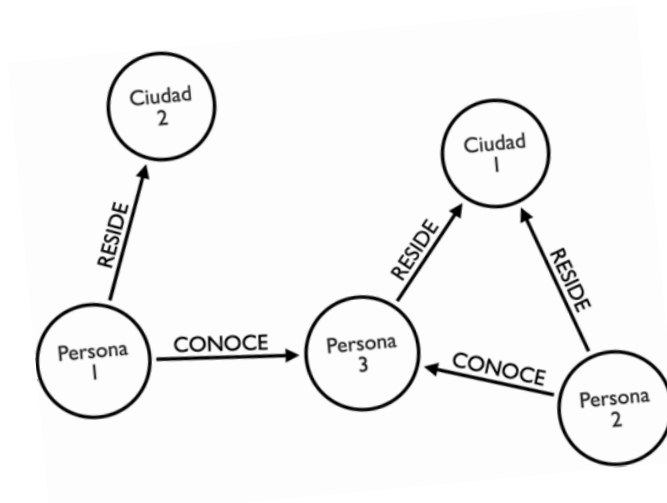 Ciudad
2
Ciudad
1
RESIDE
RESIDE
RESIDE
Persona
1
CONOCE
Persona
3
CONOCE
Persona
2